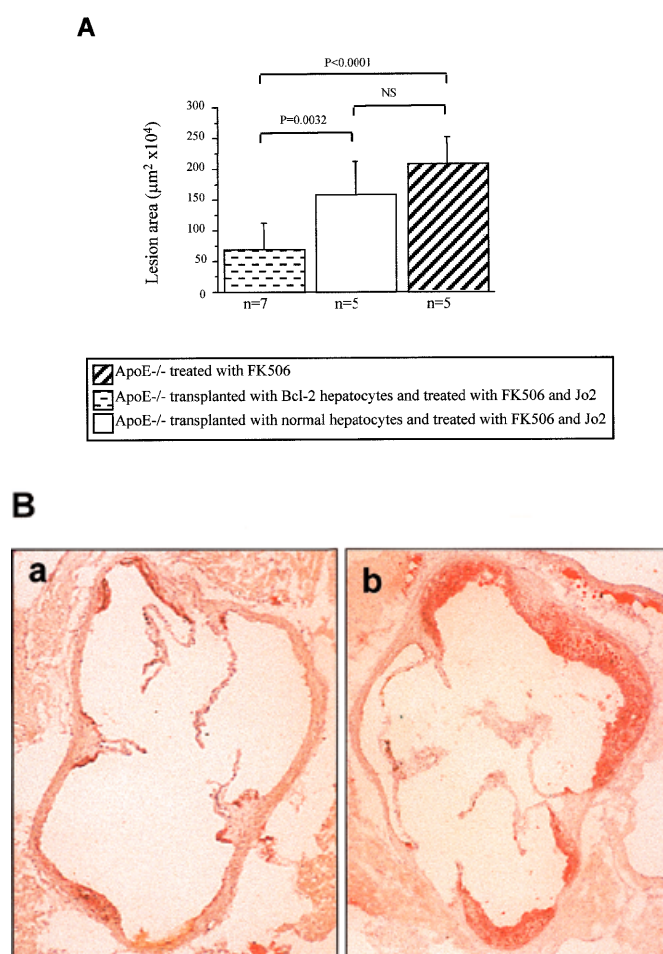 A
P<0.0001
NS
P=0.0032
Lesion area (µm² x10⁴)
300
250
200
150
100
50
0
n=7
n=5
n=5
ApoE-/- treated with FK506
ApoE-/- transplanted with Bcl-2 hepatocytes and treated with FK506 and Jo2
ApoE-/- transplanted with normal hepatocytes and treated with FK506 and Jo2
B
a
b